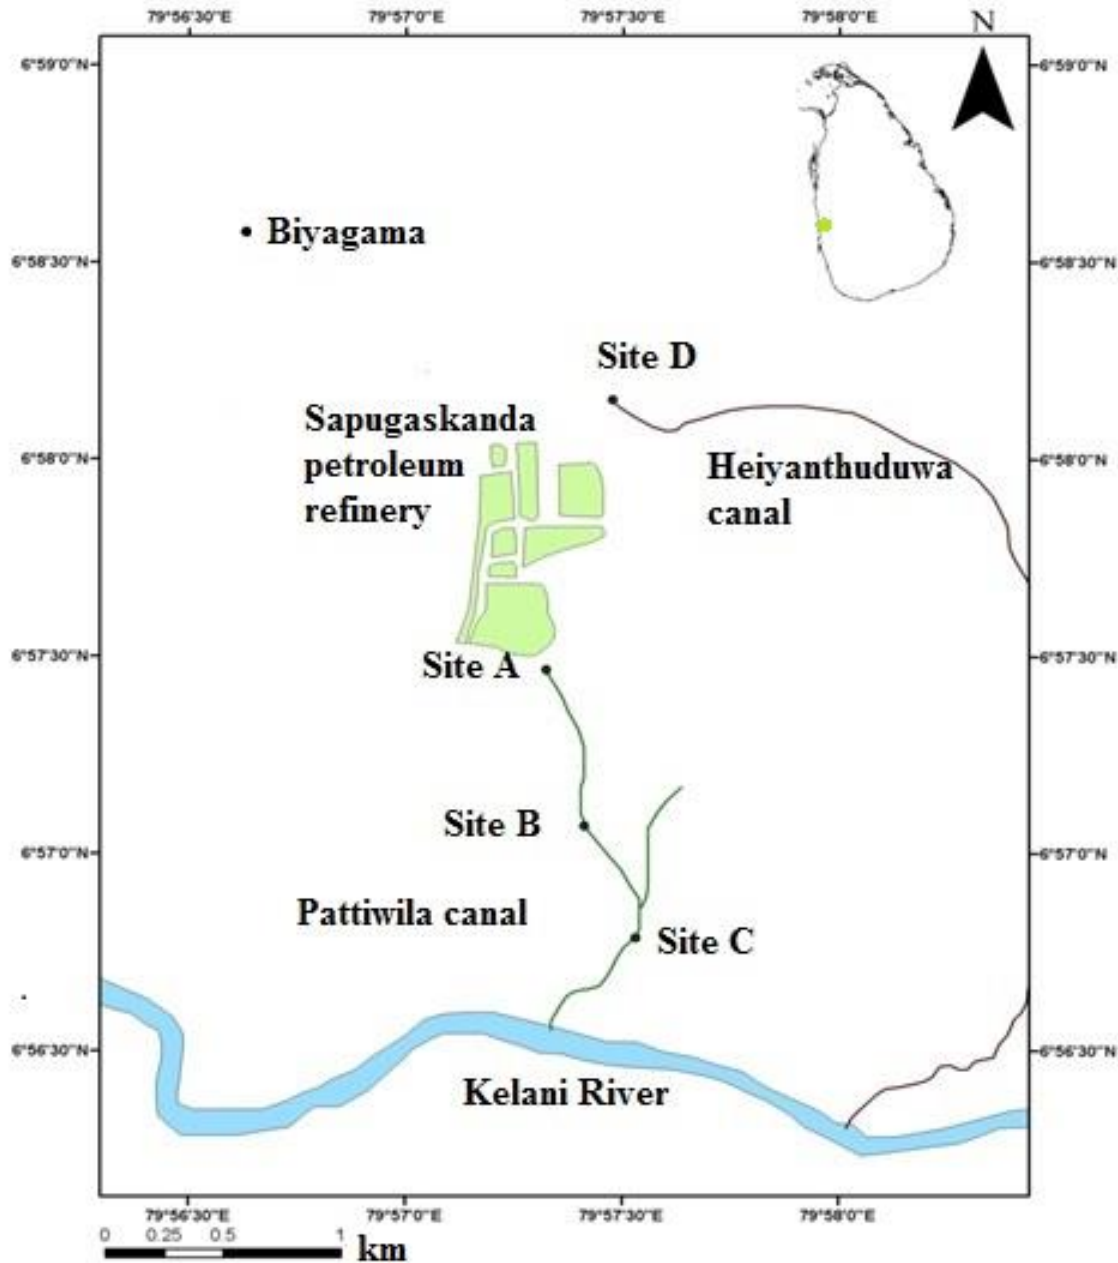 79°56'30"E 79°57'0"E 79°57'30"E 79°58'0"E
N
6°59'0"N 6°59'0"N
Biyagama
6°58'30"N 6°58'30"N
Site D
Sapugaskanda
petroleum
refinery
6°58'0"N 6°58'0"N
Heiyanthuduwa
canal
6°57'30"N 6°57'30"N
Site A
Site B
6°57'0"N 6°57'0"N
Pattiwila canal
Site C
6°56'30"N 6°56'30"N
Kelani River
79°56'30"E 79°57'0"E 79°57'30"E 79°58'0"E
0 0.25 0.5 1
km